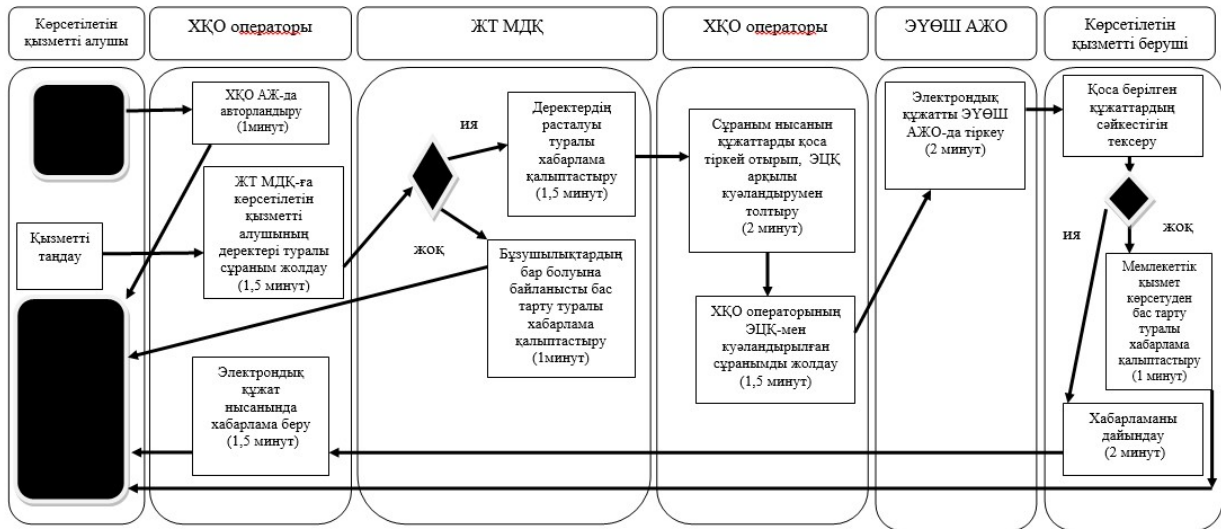 Көрсетілетін
қызметті алушы
ХҚО операторы
ЖТ МДҚ
ХҚО операторы
ЭҮӨШ АЖО
Көрсетілетін
қызметті беруші
ХҚО АЖ-да
авторландыру
(1минут)
ЖТ МДҚ-ға
көрсетілетін
қызметті
алушының
деректері туралы
сұраным жолдау
(1,5 минут)
Қызметті
таңдау
ия
жоқ
Деректердің
расталуы
туралы
хабарлама
қалыптастыру
(1,5 минут)
Бұзушылықтардың
бар болуына
байланысты бас
тарту туралы
хабарлама
қалыптастыру
(1минут)
Сұраным нысанын
құжаттарды қоса
тіркей отырып, ЭЦҚ
арқылы
куәландырумен
толтыру
(2 минут)
ХҚО операторының
ЭЦҚ-мен
куәландырылған
сұранымды жолдау
(1,5 минут)
Электрондық
құжатты ЭҮӨШ
АЖО-да тіркеу
(2 минут)
Қоса берілген
құжаттардың
сәйкестігін
тексеру
ия
жоқ
Мемлекеттік
қызмет
көрсетуден
бас тарту
туралы
хабарлама
қалыптастыру
(1 минут)
Хабарламаны
дайындау
(2 минут)
Электрондық
құжат
нысанында
хабарлама беру
(1,5 минут)